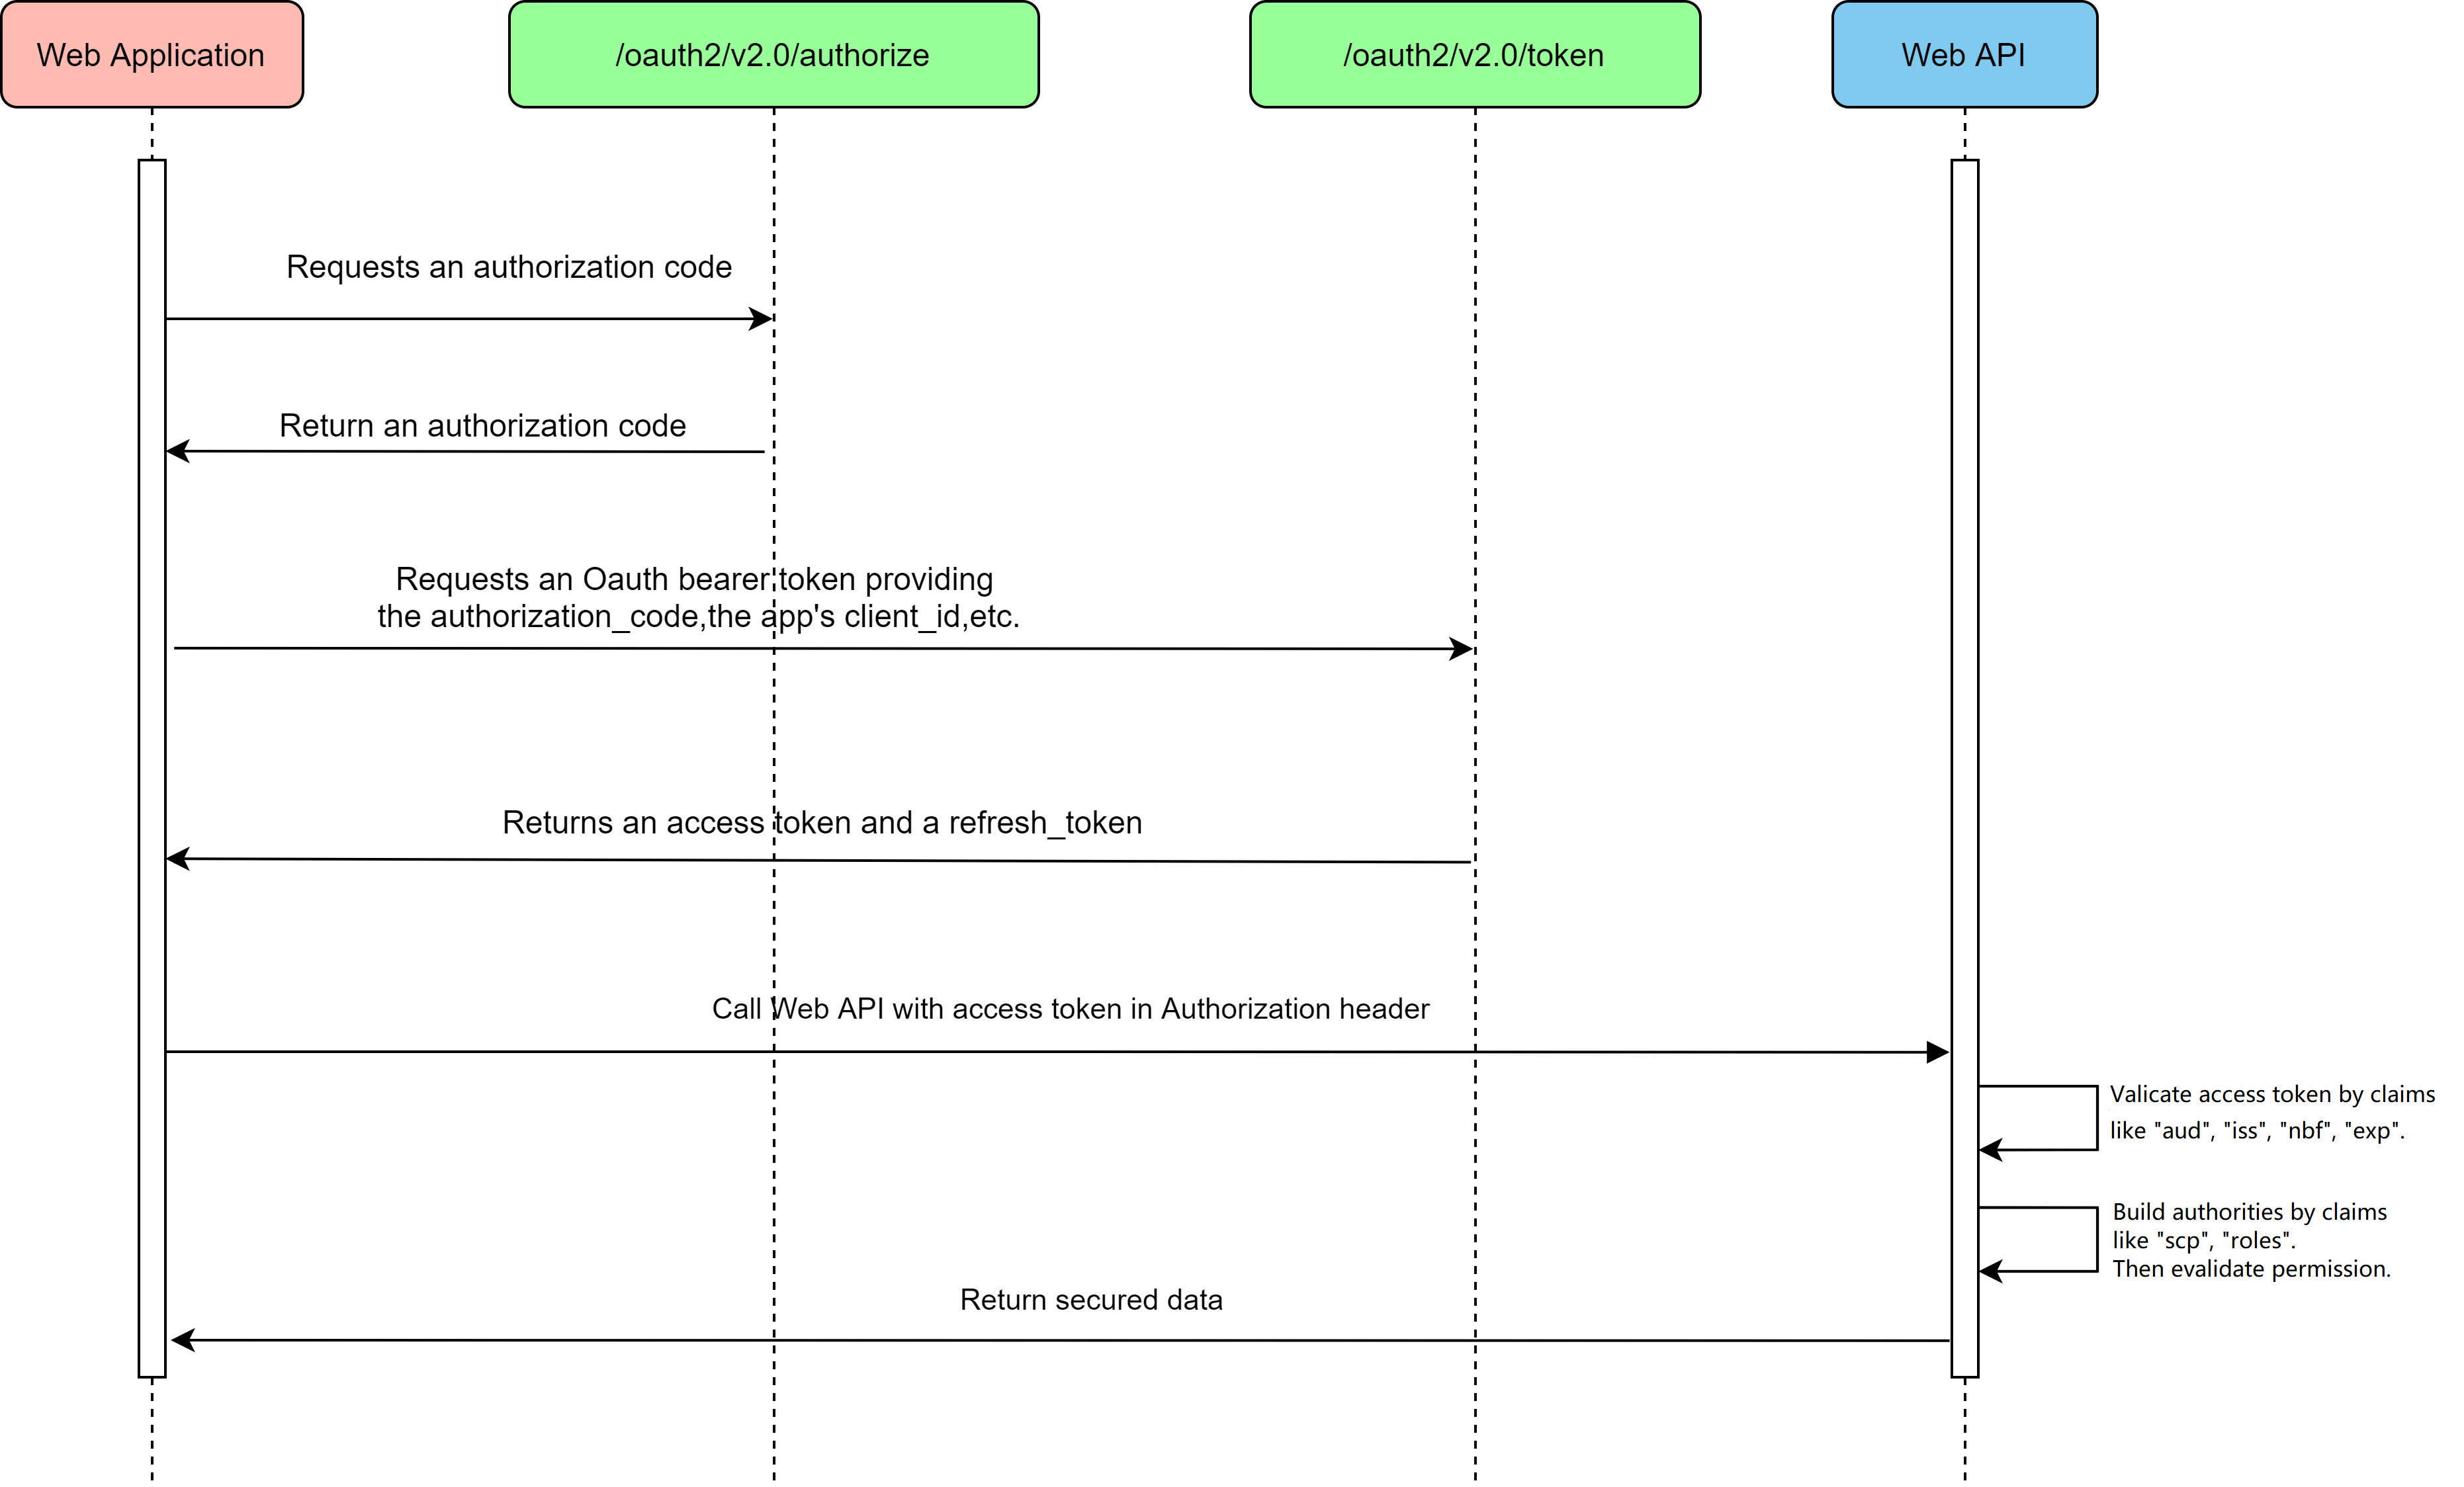 Web Application
/oauth2/v2.0/authorize
/oauth2/v2.0/token
Web API
Requests an authorization code
Return an authorization code
Requests an Oauth bearer token providing
the authorization_code,the app's client_id,etc.
Returns an access token and a refresh_token
Call Web API with access token in Authorization header
Valicate access token by claims
like "aud", "iss", "nbf", "exp".
Build authorities by claims
like "scp", "roles".
Then evalidate permission.
Return secured data